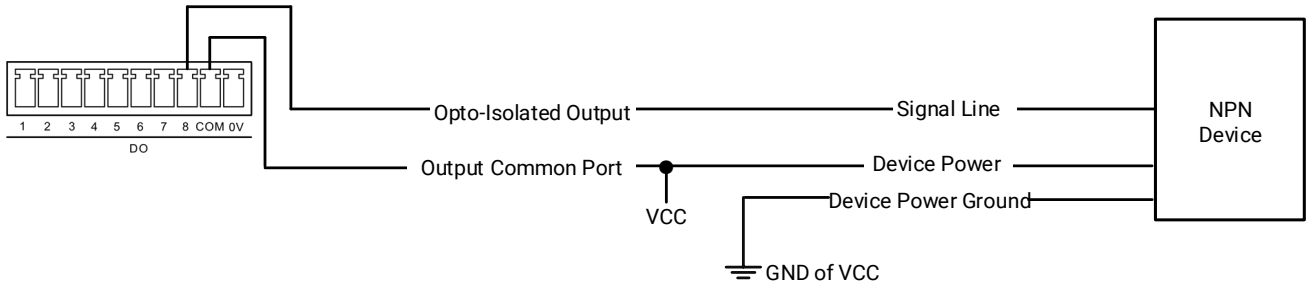 1 2 3 4 5 6 7 8 COM 0V
DO
Opto-Isolated Output
Signal Line
Output Common Port
Device Power
VCC
Device Power Ground
GND of VCC
NPN
Device